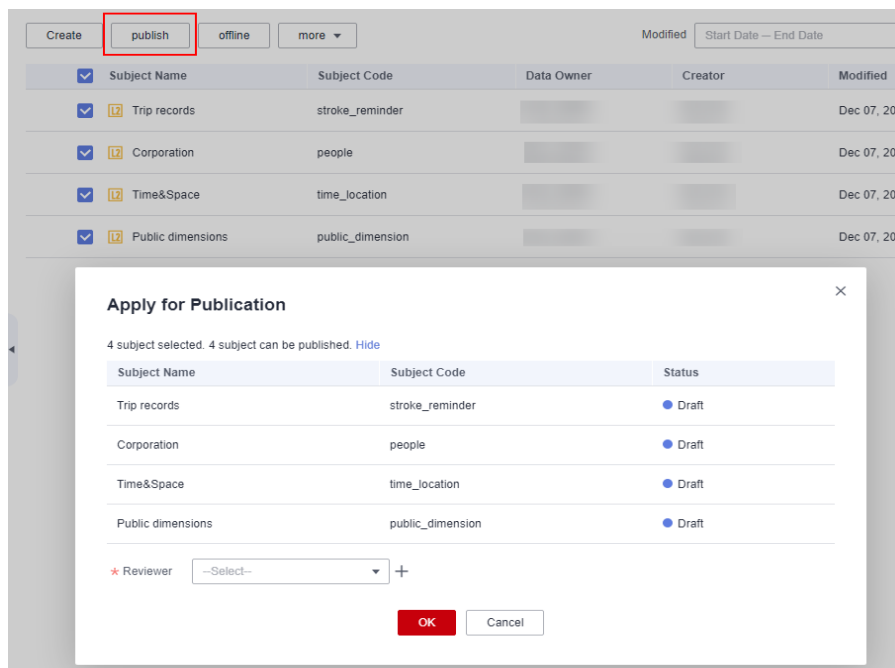 Create publish offline more Modified Start Date — End Date
Subject Name Subject Code Data Owner Creator Modified
L2 Trip records stroke_reminder Dec 07, 20
L2 Corporation people Dec 07, 20
L2 Time&Space time_location Dec 07, 20
L2 Public dimensions public_dimension Dec 07, 20
Apply for Publication
4 subject selected. 4 subject can be published. Hide
Subject Name Subject Code Status
Trip records stroke_reminder Draft
Corporation people Draft
Time&Space time_location Draft
Public dimensions public_dimension Draft
* Reviewer --Select--
OK Cancel